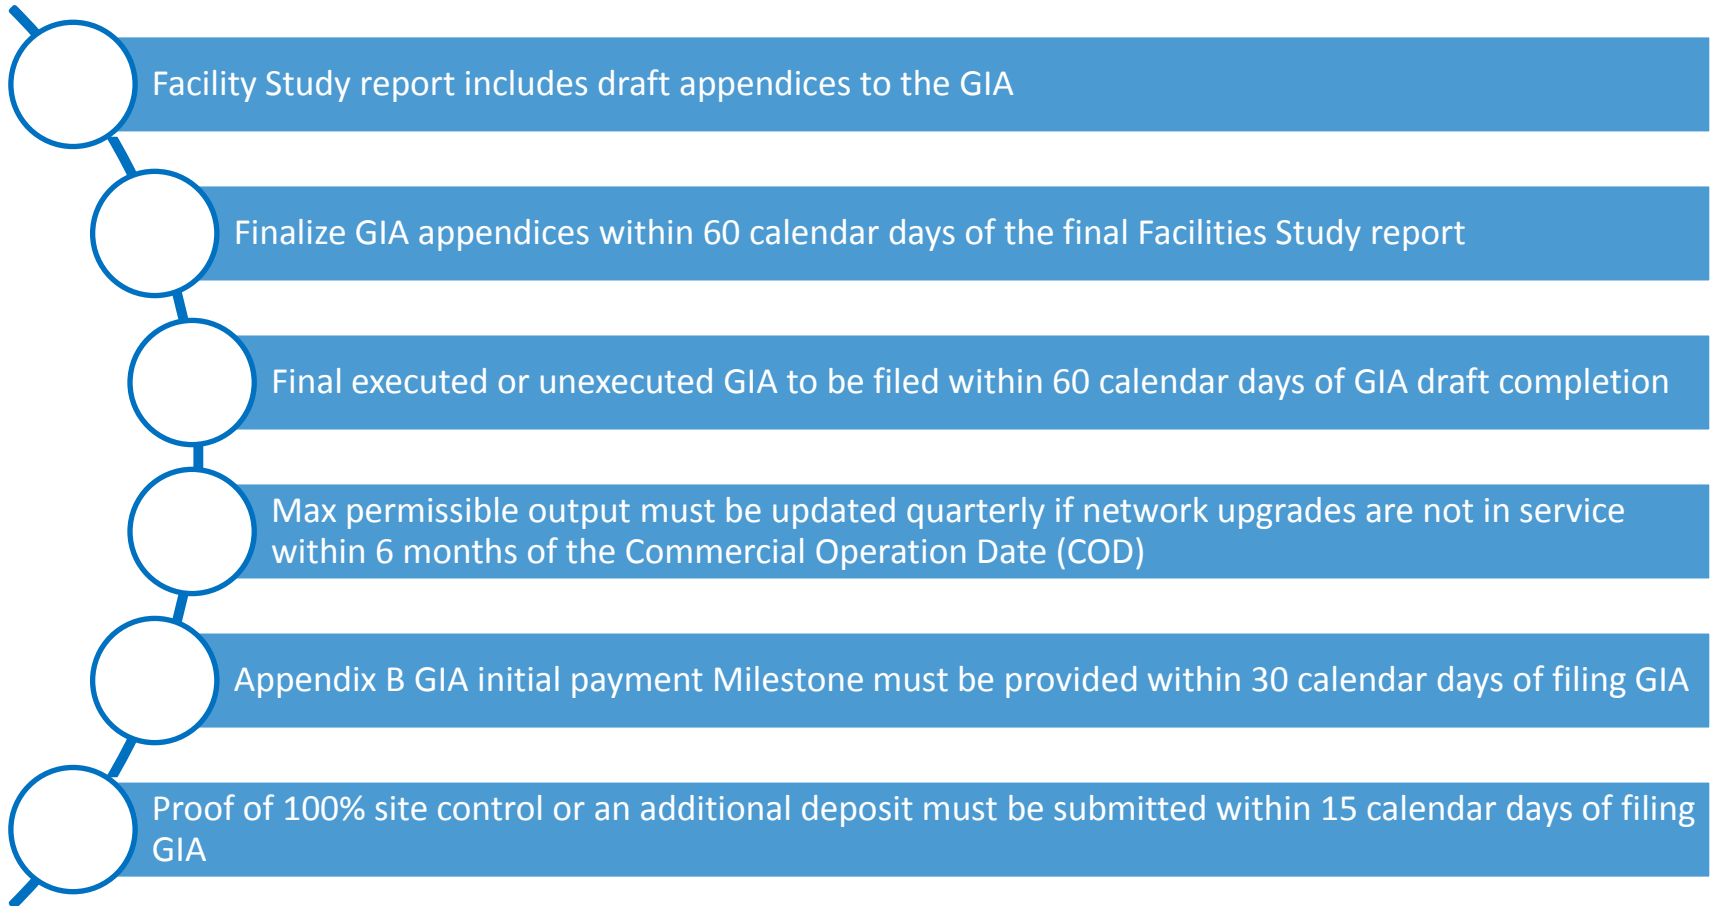 Facility Study report includes draft appendices to the GIA
Finalize GIA appendices within 60 calendar days of the final Facilities Study report
Final executed or unexecuted GIA to be filed within 60 calendar days of GIA draft completion
Max permissible output must be updated quarterly if network upgrades are not in service
within 6 months of the Commercial Operation Date (COD)
Appendix B GIA initial payment Milestone must be provided within 30 calendar days of filing GIA
Proof of 100% site control or an additional deposit must be submitted within 15 calendar days of filing
GIA